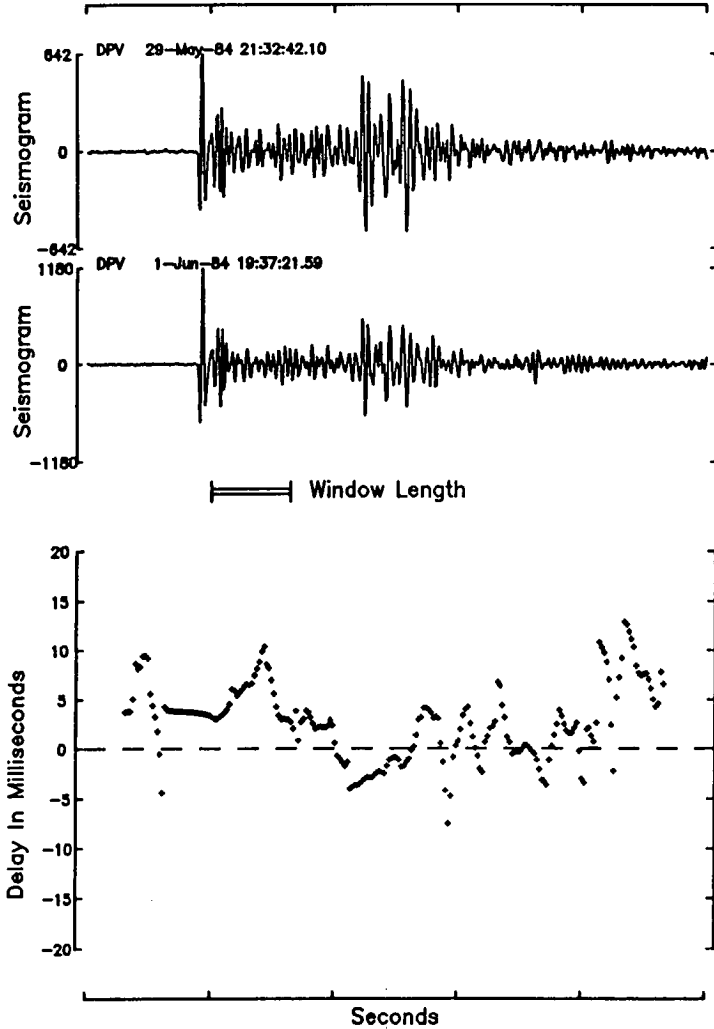 DPV 29-May-84 21:32:42.10
642
0
-642
Seismogram
DPV 1-Jun-84 19:37:21.59
1180
0
-1180
Seismogram
Window Length
20
15
10
5
0
-5
-10
-15
-20
Delay In Milliseconds
Seconds